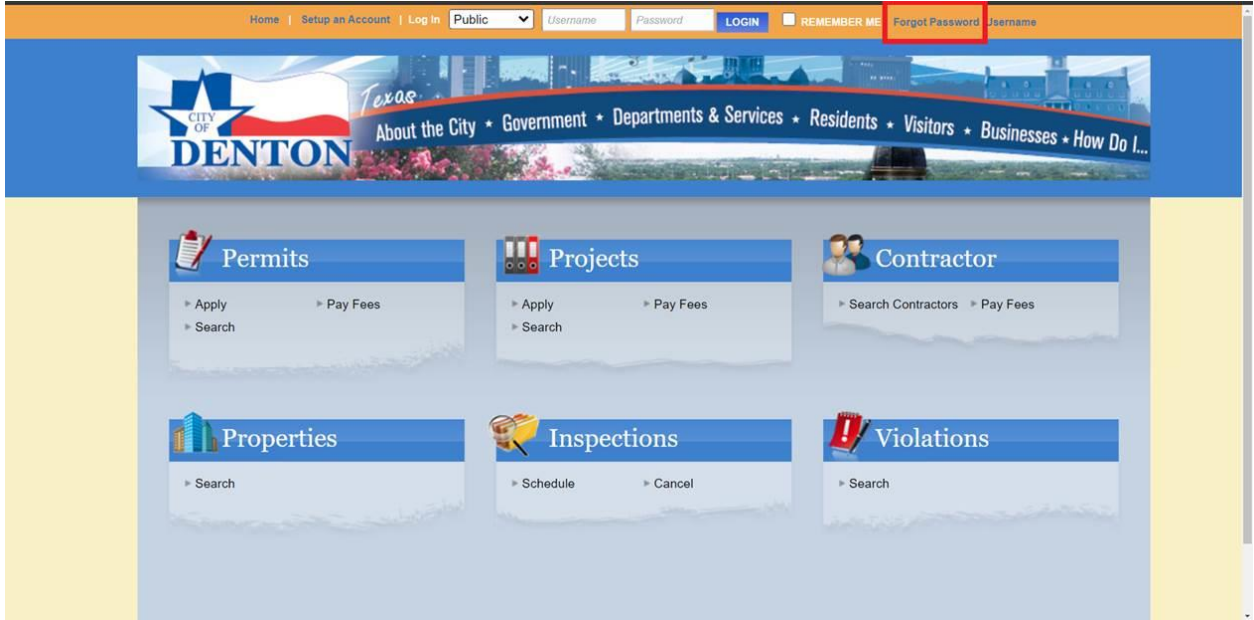 Home | Setup an Account | Log In Public Username Password LOGIN REMEMBER ME Forgot Password Username
Texas
CITY
OF
DENTON
About the City ★ Government ★ Departments & Services ★ Residents ★ Visitors ★ Businesses ★ How Do I...
Permits
Apply Pay Fees
Search
Projects
Apply Pay Fees
Search
Contractor
Search Contractors Pay Fees
Properties
Search
Inspections
Schedule Cancel
Violations
Search